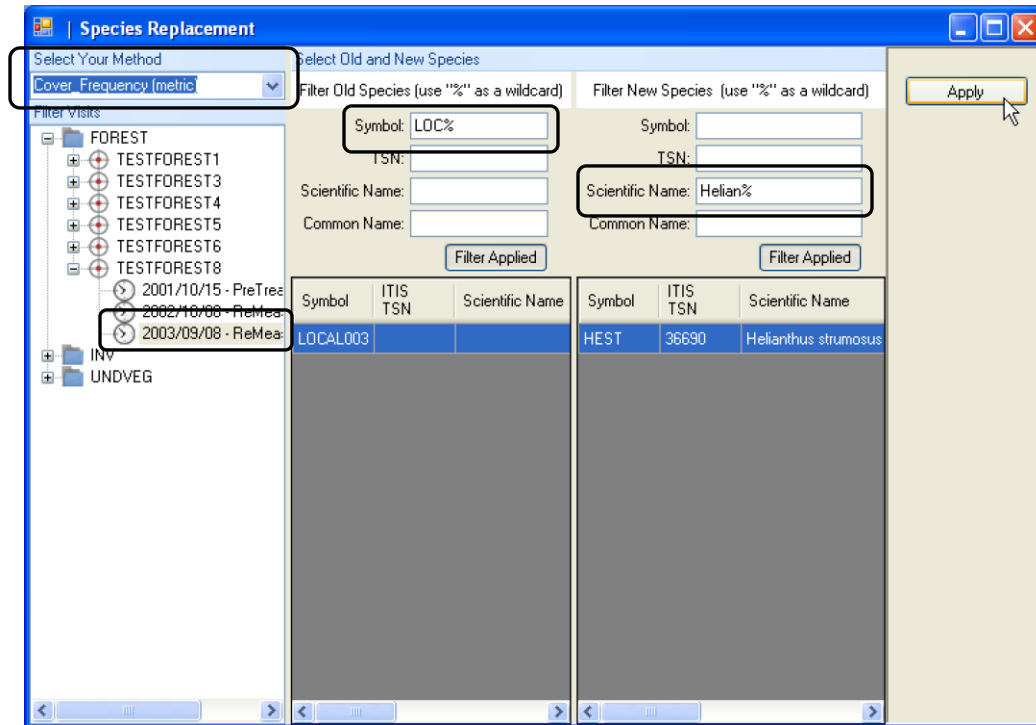 | Species Replacement
Select Your Method
Cover_Frequency (metric)
Filter Visits
FOREST
TESTFOREST1
TESTFOREST3
TESTFOREST4
TESTFOREST5
TESTFOREST6
TESTFOREST8
2001/10/15 - PreTrea
2002/10/08 - ReMeas
2003/09/08 - ReMeas
INV
UNDVEG
Select Old and New Species
Filter Old Species (use "%" as a wildcard)
Symbol: LOC%
TSN:
Scientific Name:
Common Name:
Filter Applied
Symbol ITIS TSN Scientific Name
LOCAL003
Filter New Species (use "%" as a wildcard)
Symbol:
TSN:
Scientific Name: Helian%
Common Name:
Filter Applied
Symbol ITIS TSN Scientific Name
HEST 36690 Helianthus strumosus
Apply